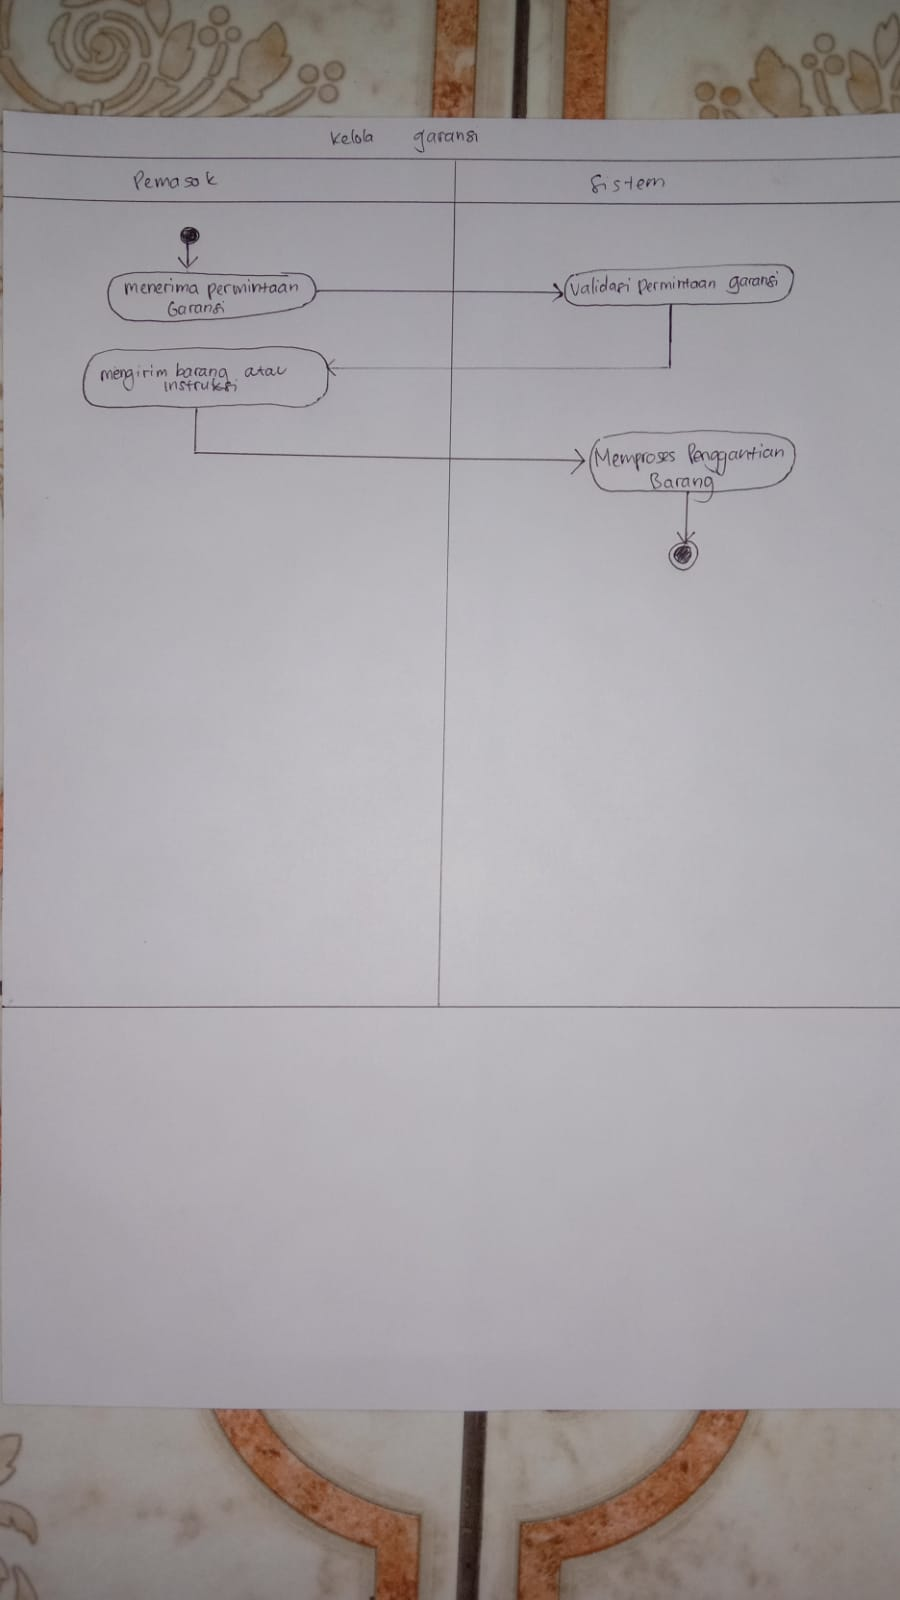 Kelola garansi
Pemasok
Sistem
menerima permintaan
Garansi
Validasi permintaan garansi
mengirim barang atau
instruksi
Memproses Penggantian
Barang